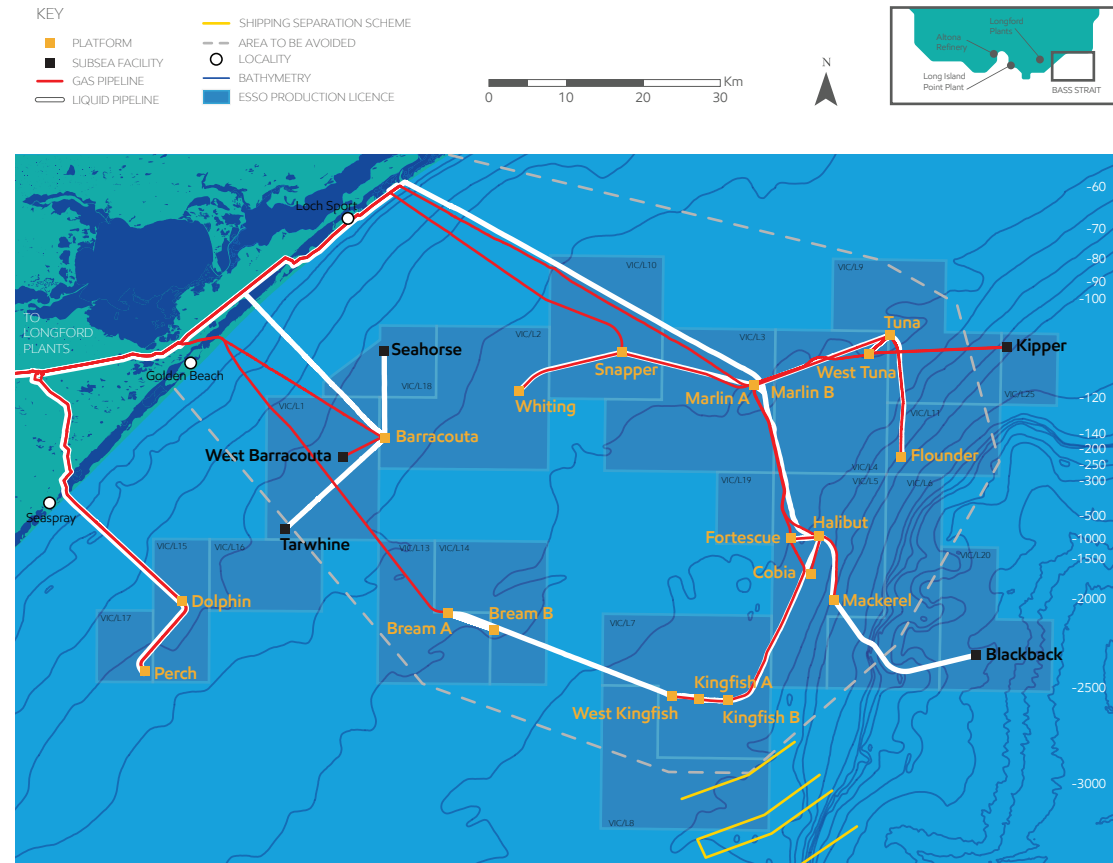 KEY
PLATFORM
SUBSEA FACILITY
GAS PIPELINE
LIQUID PIPELINE
SHIPPING SEPARATION SCHEME
AREA TO BE AVOIDED
LOCALITY
BATHYMETRY
ESSO PRODUCTION LICENCE
Km
0 10 20 30
N
Longford
Plants
Altona
Refinery
Long Island
Point Plant
BASS STRAIT
-60
Loch Sport
-70
VIC/L10
VIC/L9
-80
-90
-100
TO
LONGFORD
PLANTS
Tuna
VIC/L2
VIC/L3
Seahorse
Kipper
Golden Beach
Snapper
West Tuna
VIC/L18
Marlin A
Marlin B
VIC/L25
-120
VIC/L1
Whiting
VIC/L11
Barracouta
-140
-200
West Barracouta
Flounder
-250
VIC/L4
-300
VIC/L19
VIC/L5
VIC/L6
Seaspray
-500
Halibut
Fortescue
-1000
Tarwhine
VIC/L15
VIC/L16
VIC/L13
VIC/L14
VIC/L20
-1500
Cobia
Dolphin
Mackerel
-2000
VIC/L17
Bream B
Bream A
VIC/L7
Blackback
Perch
Kingfish A
-2500
West Kingfish
Kingfish B
-3000
VIC/L8